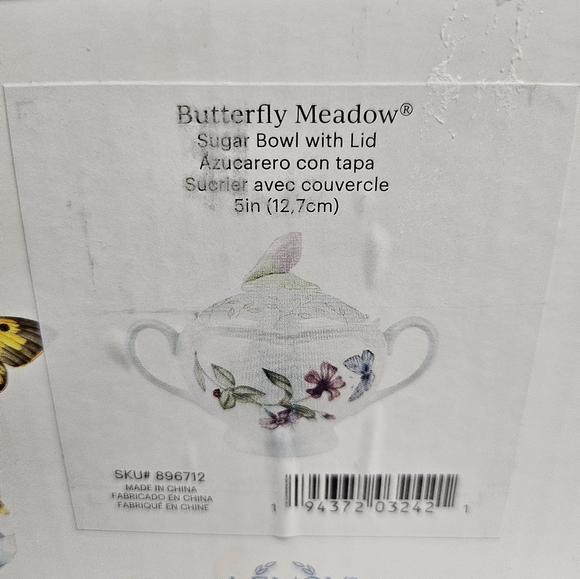 Butterfly Meadow®
Sugar Bowl with Lid
Azucarero con tapa
Sucrier avec couvercle
5in (12,7cm)
SKU# 896712
MADE IN CHINA
FABRICADO EN CHINA
FABRIQUÉ EN CHINE
1 94372 03242 1